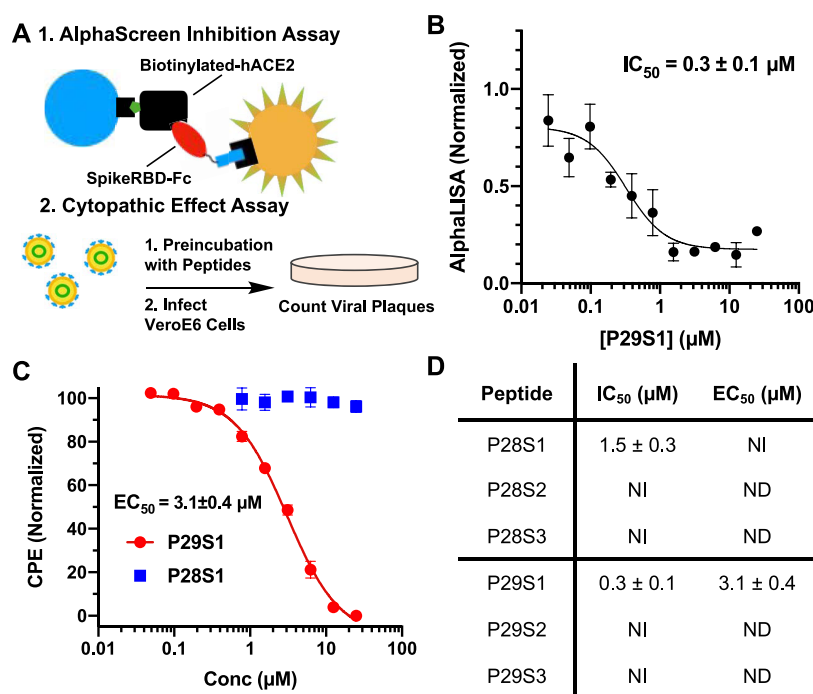 A 1. AlphaScreen Inhibition Assay
Biotinylated-hACE2
SpikeRBD-Fc
2. Cytopathic Effect Assay
1. Preincubation
with Peptides
2. Infect
VeroE6 Cells
Count Viral Plaques
B
IC50 = 0.3 ± 0.1 μM
AlphaLISA (Normalized)
1.0
0.5
0.0
0.01 0.1 1 10 100
[P29S1] (μM)
C
CPE (Normalized)
100
80
60
40
20
0
EC50 = 3.1±0.4 μM
P29S1
P28S1
0.01 0.1 1 10 100
Conc (μM)
D
Peptide IC50 (μM) EC50 (μM)
P28S1 1.5 ± 0.3 NI
P28S2 NI ND
P28S3 NI ND
P29S1 0.3 ± 0.1 3.1 ± 0.4
P29S2 NI ND
P29S3 NI ND